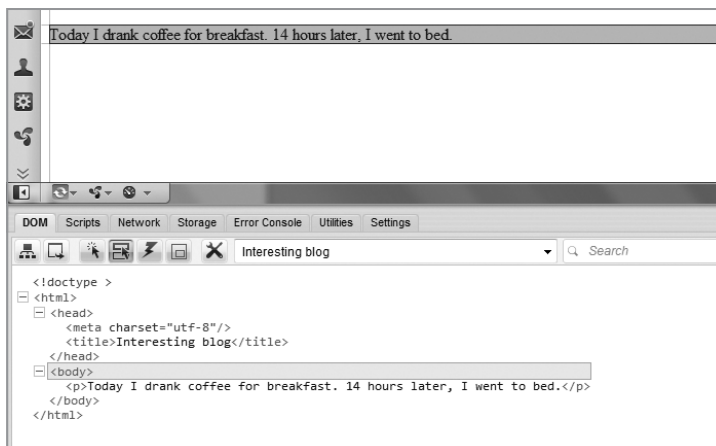 Today I drank coffee for breakfast. 14 hours later, I went to bed.
DOM Scripts Network Storage Error Console Utilities Settings
Interesting blog Search
<!doctype >
<html>
<head>
<meta charset="utf-8"/>
<title>Interesting blog</title>
</head>
<body>
<p>Today I drank coffee for breakfast. 14 hours later, I went to bed.</p>
</body>
</html>